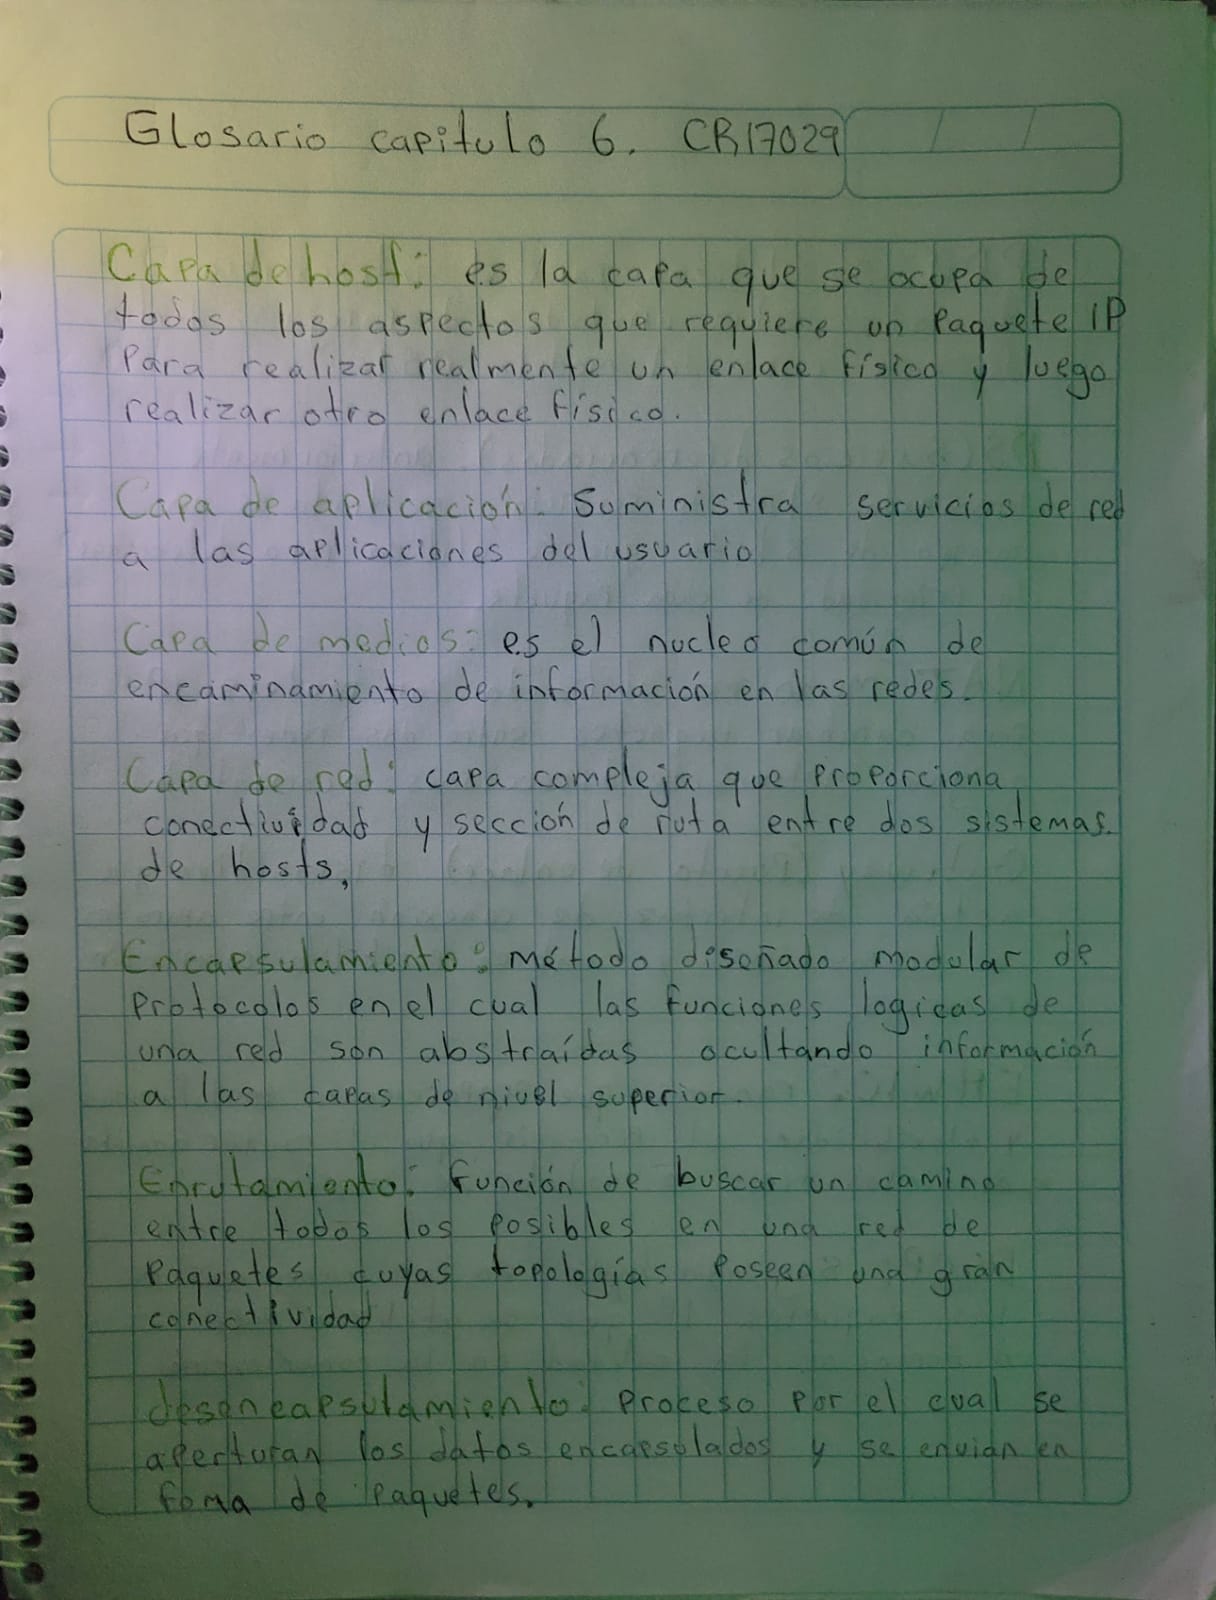 Glosario capitulo 6. CR17029
Capa de host: es la capa que se ocupa de
todos los aspectos que requiere un Paquete IP
Para realizar realmente un enlace físico y luego
realizar otro enlace físico.
Capa de aplicación: Suministra servicios de red
a las aplicaciones del usuario
Capa de medios: es el nucleo común de
encaminamiento de información en las redes.
Capa de red: capa compleja que Proporciona
conectividad y sección de ruta entre dos sistemas.
de hosts,
Encapsulamiento: método diseñado modular de
Protocolos en el cual las funciones logicas de
una red son abstraídas ocultando información
a las capas de nivel superior.
Enrutamiento: función de buscar un camino
entre todos los Posibles en una red de
Paquetes cuyas topologías Poseen una gran
conectividad
desencapsulamiento: Proceso Por el cual se
aperturan los datos encapsulados y se envian en
foma de Paquetes.